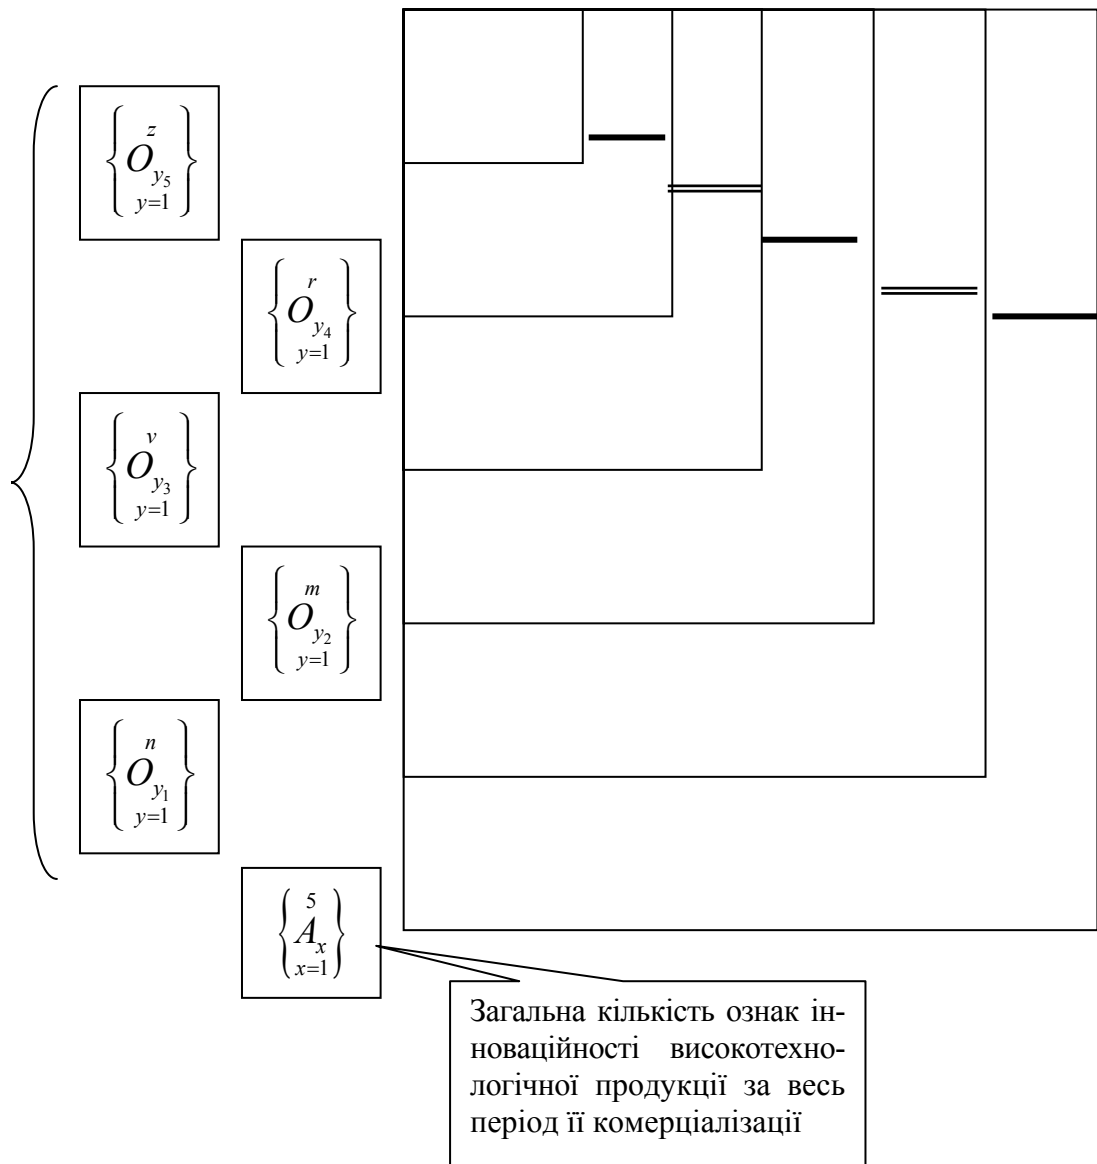 { z O y₅ y=1 }
{ r O y₄ y=1 }
{ v O y₃ y=1 }
{ m O y₂ y=1 }
{ n O y₁ y=1 }
{ 5 A x x=1 }
Загальна кількість ознак ін-
новаційності високотехно-
логічної продукції за весь
період її комерціалізації